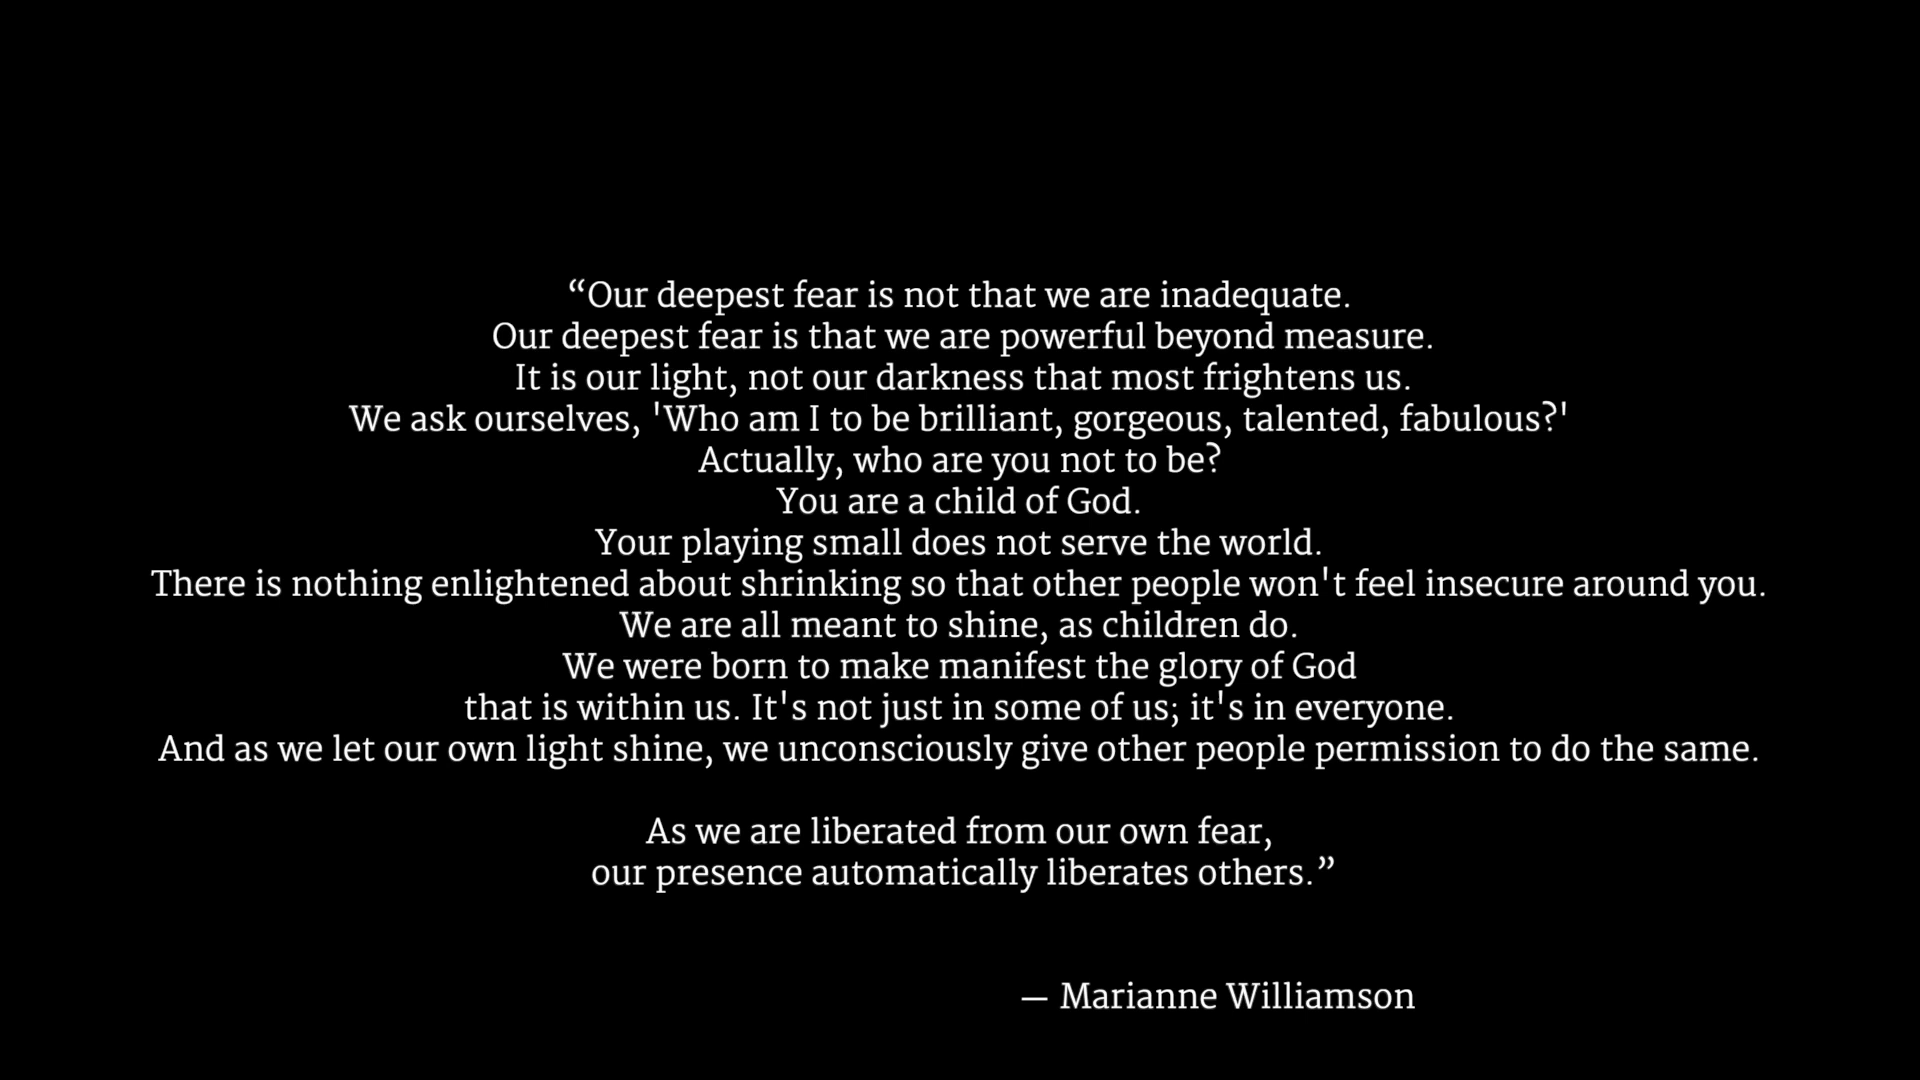 “Our deepest fear is not that we are inadequate.
Our deepest fear is that we are powerful beyond measure.
It is our light, not our darkness that most frightens us.
We ask ourselves, 'Who am I to be brilliant, gorgeous, talented, fabulous?'
Actually, who are you not to be?
You are a child of God.
Your playing small does not serve the world.
There is nothing enlightened about shrinking so that other people won't feel insecure around you.
We are all meant to shine, as children do.
We were born to make manifest the glory of God
that is within us. It's not just in some of us; it's in everyone.
And as we let our own light shine, we unconsciously give other people permission to do the same.
As we are liberated from our own fear,
our presence automatically liberates others.”
— Marianne Williamson